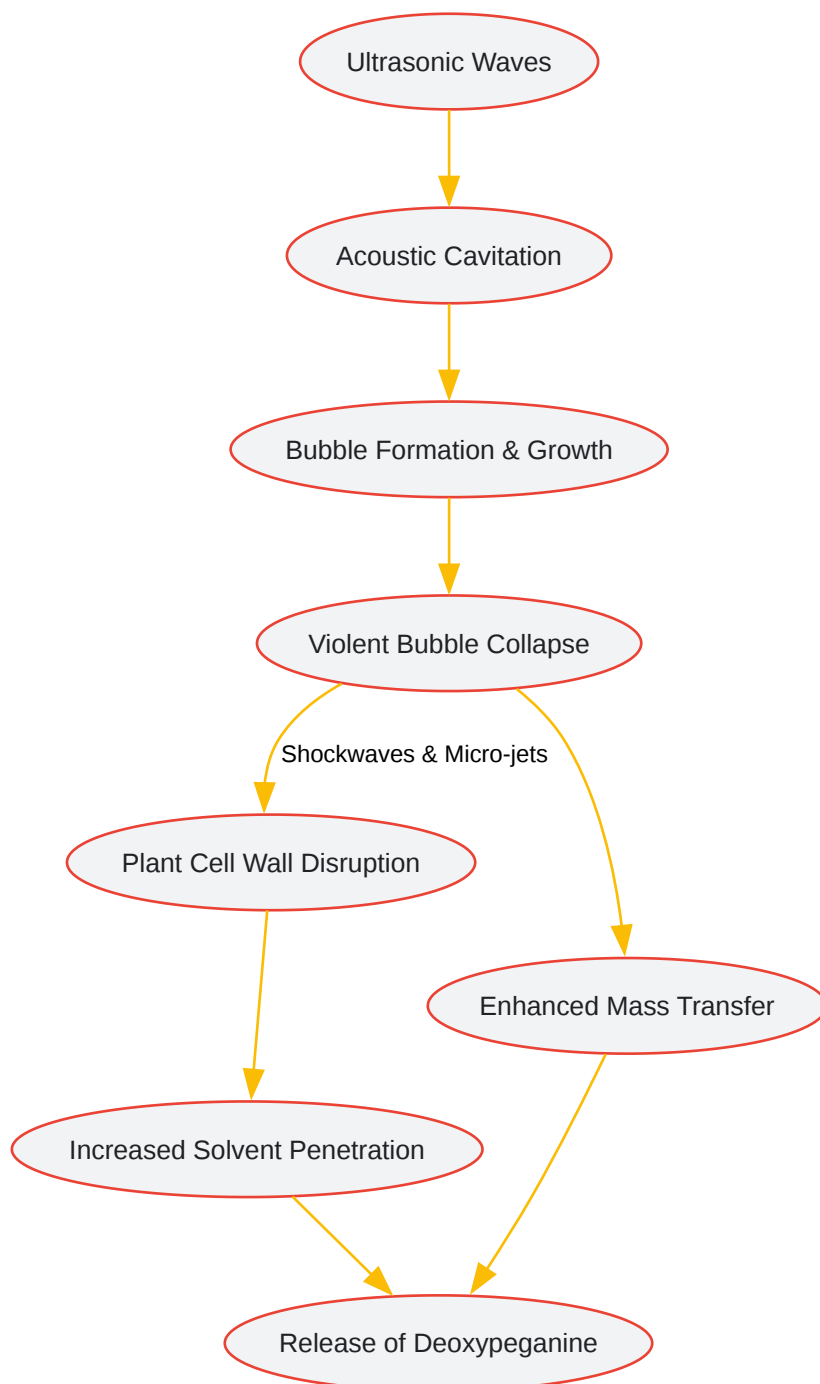 Ultrasonic Waves
Acoustic Cavitation
Bubble Formation & Growth
Violent Bubble Collapse
Shockwaves & Micro-jets
Plant Cell Wall Disruption
Enhanced Mass Transfer
Increased Solvent Penetration
Release of Deoxypeganine